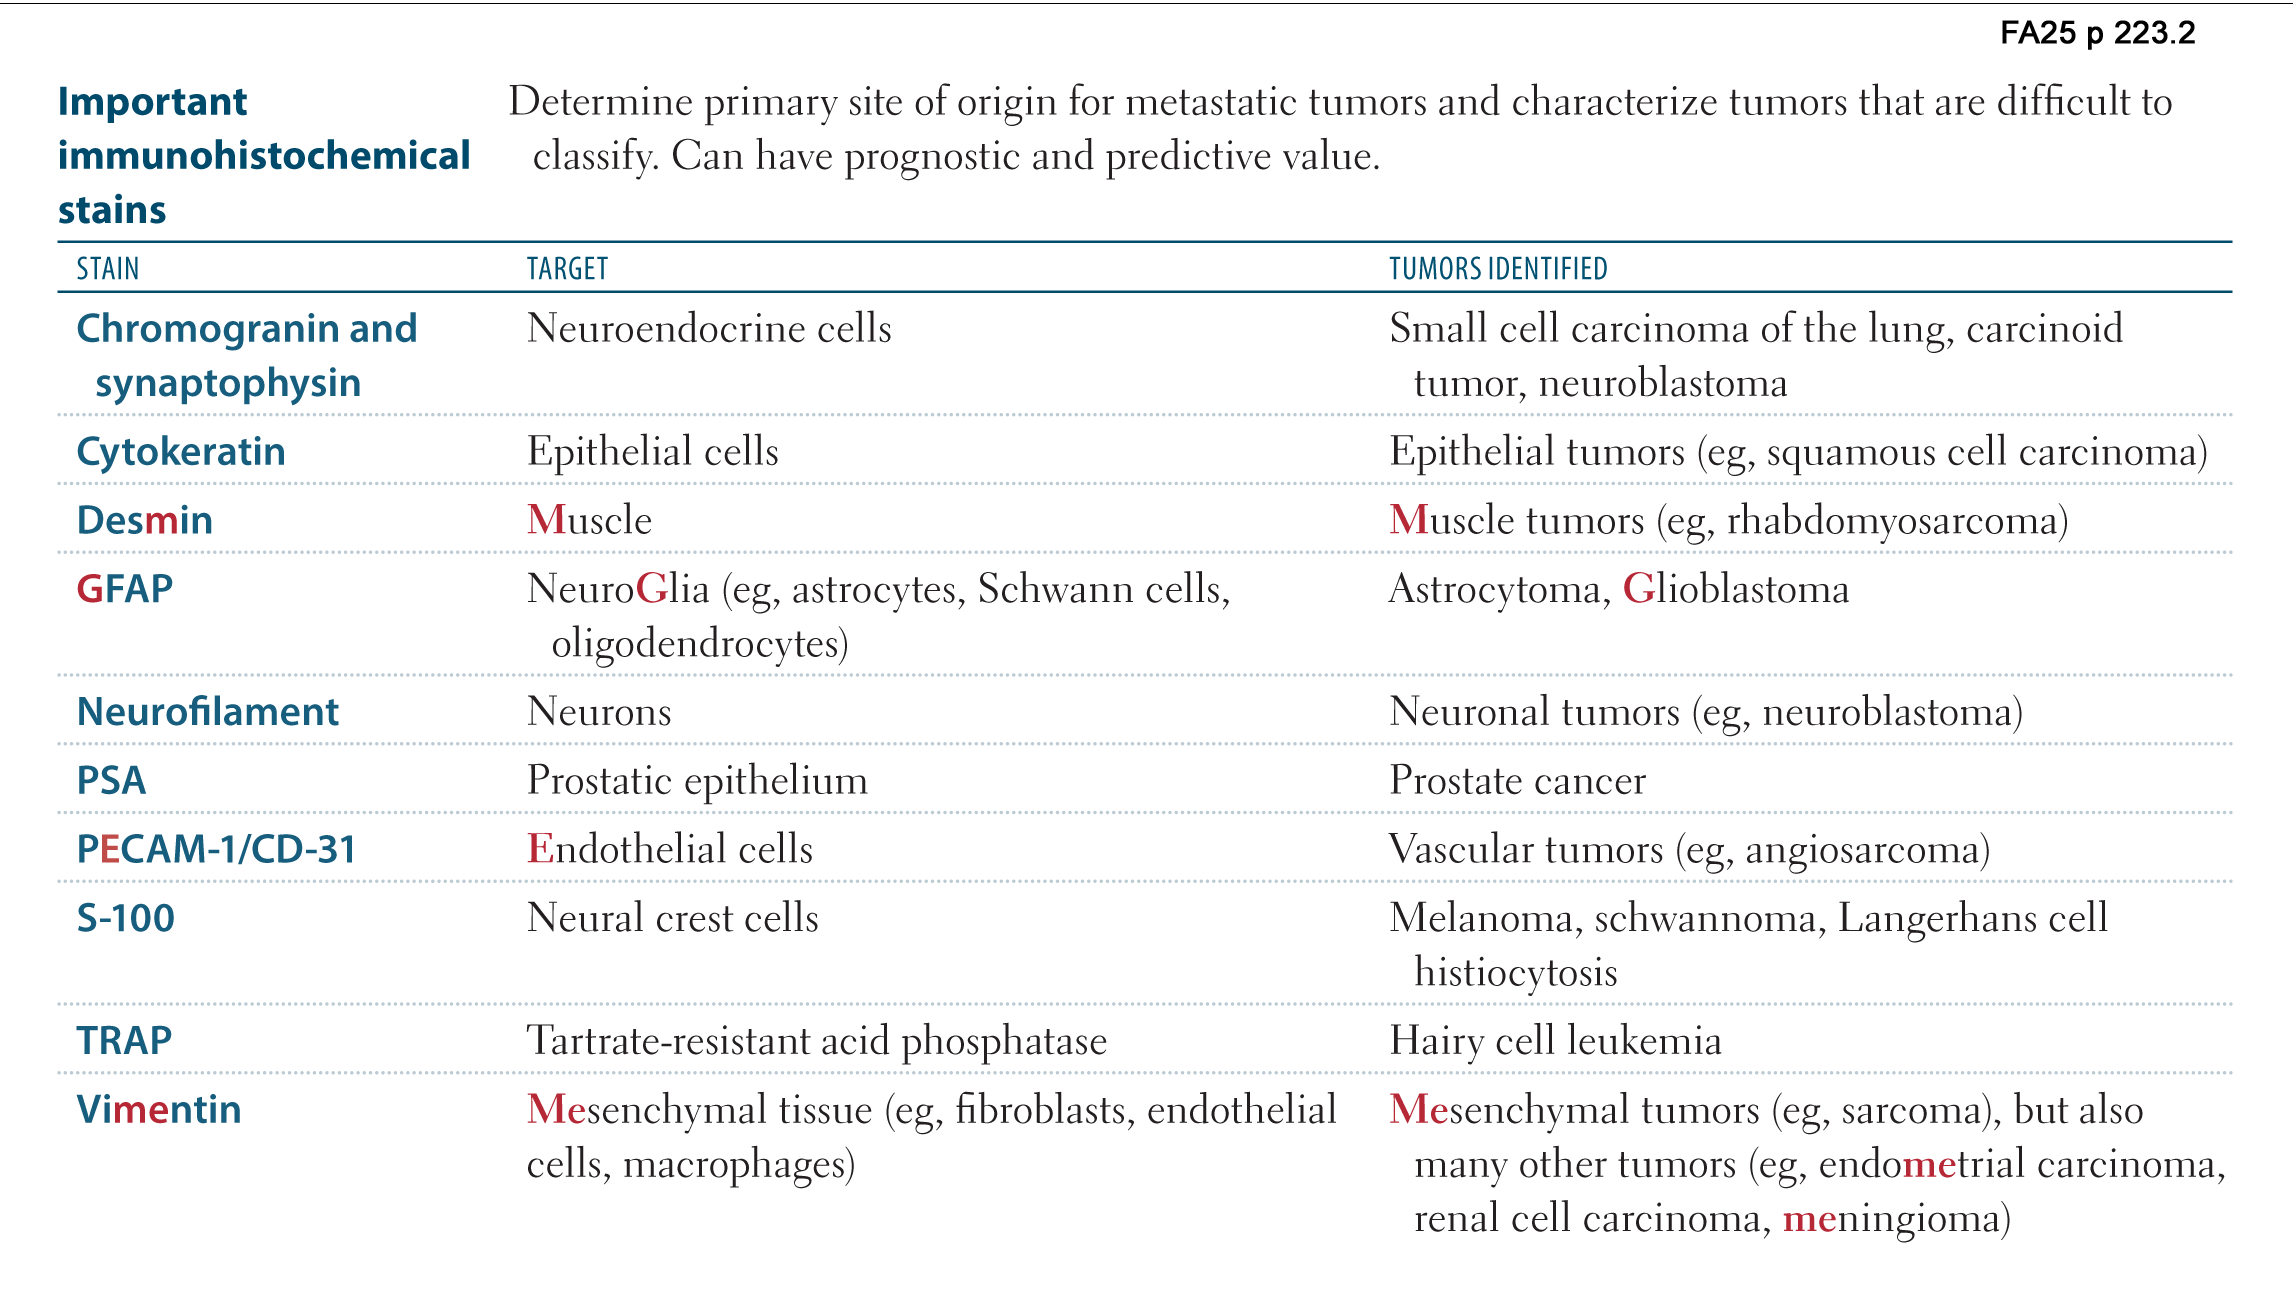 FA25 p 223.2
Important immunohistochemical stains
Determine primary site of origin for metastatic tumors and characterize tumors that are difficult to
classify. Can have prognostic and predictive value.
STAIN TARGET TUMORS IDENTIFIED
Chromogranin and synaptophysin
Neuroendocrine cells
Small cell carcinoma of the lung, carcinoid
tumor, neuroblastoma
Cytokeratin
Epithelial cells
Epithelial tumors (eg, squamous cell carcinoma)
Desmin
Muscle
Muscle tumors (eg, rhabdomyosarcoma)
GFAP
NeuroGlia (eg, astrocytes, Schwann cells,
oligodendrocytes)
Astrocytoma, Glioblastoma
Neurofilament
Neurons
Neuronal tumors (eg, neuroblastoma)
PSA
Prostatic epithelium
Prostate cancer
PECAM-1/CD-31
Endothelial cells
Vascular tumors (eg, angiosarcoma)
S-100
Neural crest cells
Melanoma, schwannoma, Langerhans cell
histiocytosis
TRAP
Tartrate-resistant acid phosphatase
Hairy cell leukemia
Vimentin
Mesenchymal tissue (eg, fibroblasts, endothelial
cells, macrophages)
Mesenchymal tumors (eg, sarcoma), but also
many other tumors (eg, endometrial carcinoma,
renal cell carcinoma, meningioma)